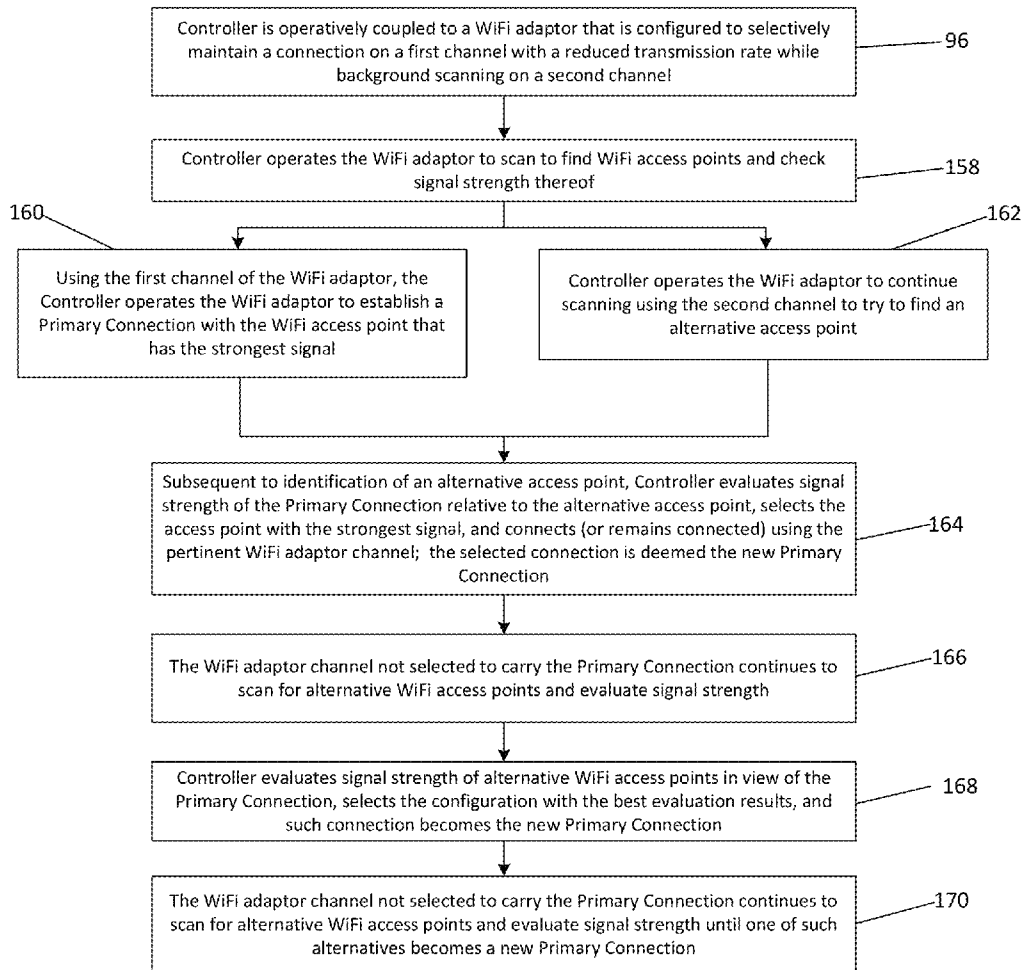 Controller is operatively coupled to a WiFi adaptor that is configured to selectively
maintain a connection on a first channel with a reduced transmission rate while
background scanning on a second channel
96
Controller operates the WiFi adaptor to scan to find WiFi access points and check
signal strength thereof
158
160
Using the first channel of the WiFi adaptor, the
Controller operates the WiFi adaptor to establish a
Primary Connection with the WiFi access point that
has the strongest signal
162
Controller operates the WiFi adaptor to continue
scanning using the second channel to try to find an
alternative access point
Subsequent to identification of an alternative access point, Controller evaluates signal
strength of the Primary Connection relative to the alternative access point, selects the
access point with the strongest signal, and connects (or remains connected) using the
pertinent WiFi adaptor channel; the selected connection is deemed the new Primary
Connection
164
The WiFi adaptor channel not selected to carry the Primary Connection continues to
scan for alternative WiFi access points and evaluate signal strength
166
Controller evaluates signal strength of alternative WiFi access points in view of the
Primary Connection, selects the configuration with the best evaluation results, and
such connection becomes the new Primary Connection
168
The WiFi adaptor channel not selected to carry the Primary Connection continues to
scan for alternative WiFi access points and evaluate signal strength until one of such
alternatives becomes a new Primary Connection
170